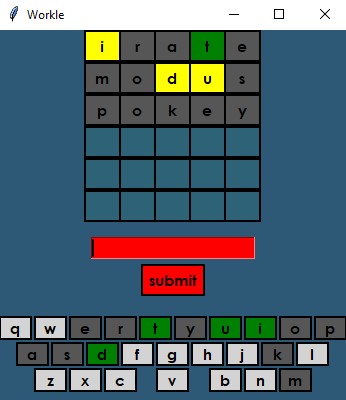 Workle
i r a t e
m o d u s
p o k e y
submit
q w e r t y u i o p
a s d f g h j k l
z x c v b n m